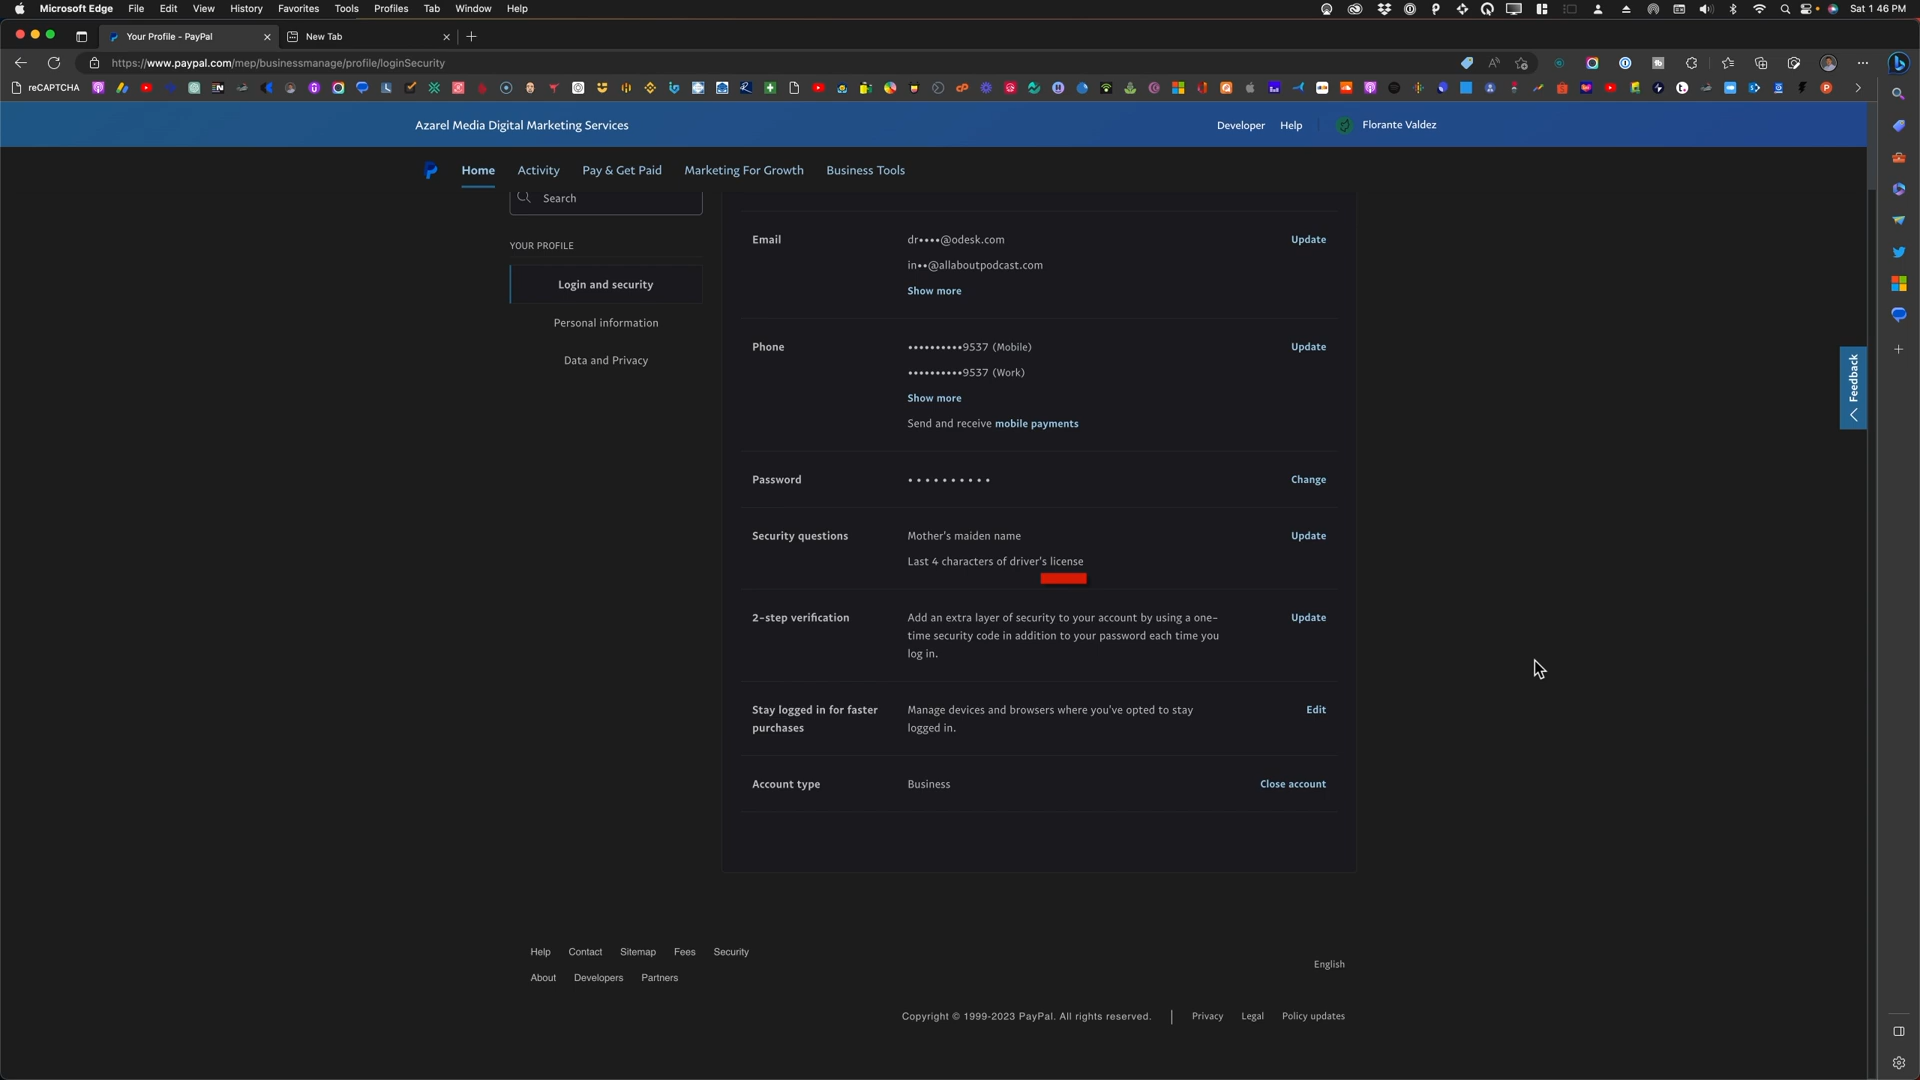 Microsoft Edge File Edit View History Favorites Tools Profiles Tab Window Help Sat 1 46 PM
Your Profile - PayPal New Tab
https://www.paypal.com/mep/businessmanage/profile/loginSecurity
reCAPTCHA
Azarel Media Digital Marketing Services Developer Help Florante Valdez
Home Activity Pay & Get Paid Marketing For Growth Business Tools
Search
YOUR PROFILE
Login and security
Personal information
Data and Privacy
Email dr••••@odesk.com Update
in••@allaboutpodcast.com
Show more
Phone ••••••••••9537 (Mobile) Update
••••••••••9537 (Work)
Show more
Send and receive mobile payments
Password •••••••••• Change
Security questions Mother's maiden name Update
Last 4 characters of driver's license
2-step verification Add an extra layer of security to your account by using a one- Update
time security code in addition to your password each time you
log in.
Stay logged in for faster Manage devices and browsers where you've opted to stay Edit
purchases logged in.
Account type Business Close account
Feedback
Help Contact Sitemap Fees Security
About Developers Partners
English
Copyright © 1999-2023 PayPal. All rights reserved. | Privacy Legal Policy updates